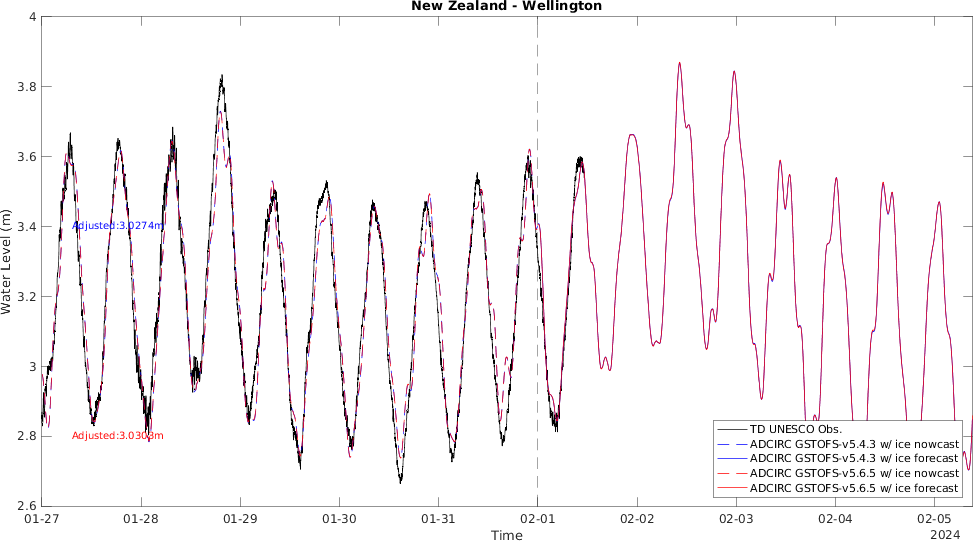 New Zealand - Wellington
4
3.8
3.6
3.4
3.2
3
2.8
2.6
Water Level (m)
Adjusted:3.0274m
Adjusted:3.0303m
TD UNESCO Obs.
ADCIRC GSTOFS-v5.4.3 w/ ice nowcast
ADCIRC GSTOFS-v5.4.3 w/ ice forecast
ADCIRC GSTOFS-v5.6.5 w/ ice nowcast
ADCIRC GSTOFS-v5.6.5 w/ ice forecast
01-27 01-28 01-29 01-30 01-31 02-01 02-02 02-03 02-04 02-05
2024
Time